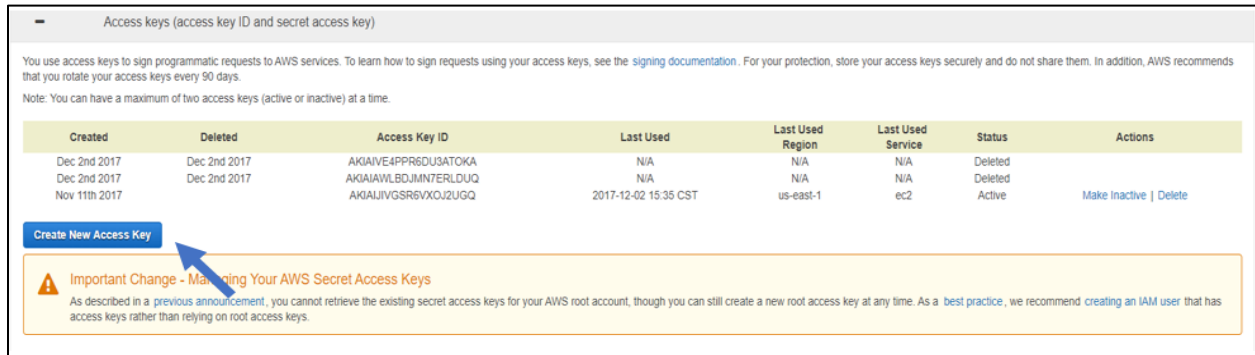 Access keys (access key ID and secret access key)
You use access keys to sign programmatic requests to AWS services. To learn how to sign requests using your access keys, see the signing documentation. For your protection, store your access keys securely and do not share them. In addition, AWS recommends
that you rotate your access keys every 90 days.
Note: You can have a maximum of two access keys (active or inactive) at a time.
Created Deleted Access Key ID Last Used Last Used Region Last Used Service Status Actions
Dec 2nd 2017 Dec 2nd 2017 AKIAIVE4PPR6DU3ATOKA N/A N/A N/A Deleted
Dec 2nd 2017 Dec 2nd 2017 AKIAIAWLBDJMN7ERLDUQ N/A N/A N/A Deleted
Nov 11th 2017 AKIAIJIVGSR6VXOJ2UGQ 2017-12-02 15:35 CST us-east-1 ec2 Active Make Inactive | Delete
Create New Access Key
Important Change - Managing Your AWS Secret Access Keys
As described in a previous announcement, you cannot retrieve the existing secret access keys for your AWS root account, though you can still create a new root access key at any time. As a best practice, we recommend creating an IAM user that has
access keys rather than relying on root access keys.